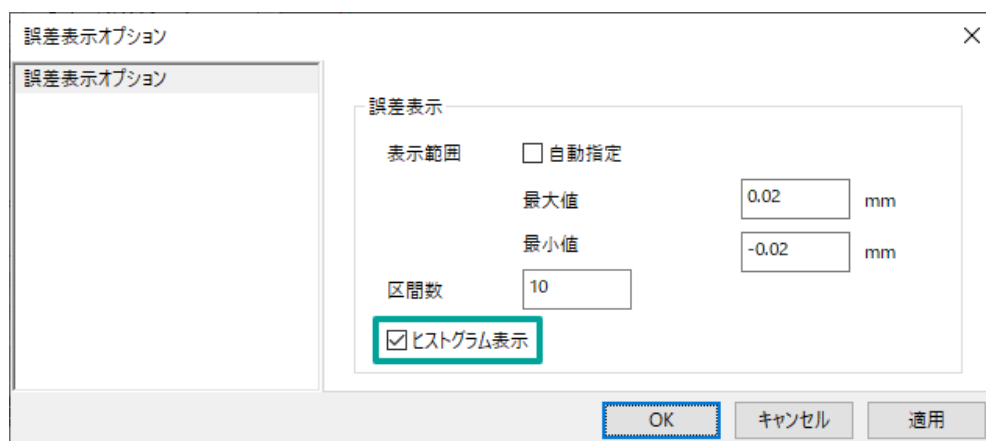 誤差表示オプション
誤差表示オプション
誤差表示
表示範囲 自動指定
最大値 0.02 mm
最小値 -0.02 mm
区間数 10
ヒストグラム表示
OK キャンセル 適用